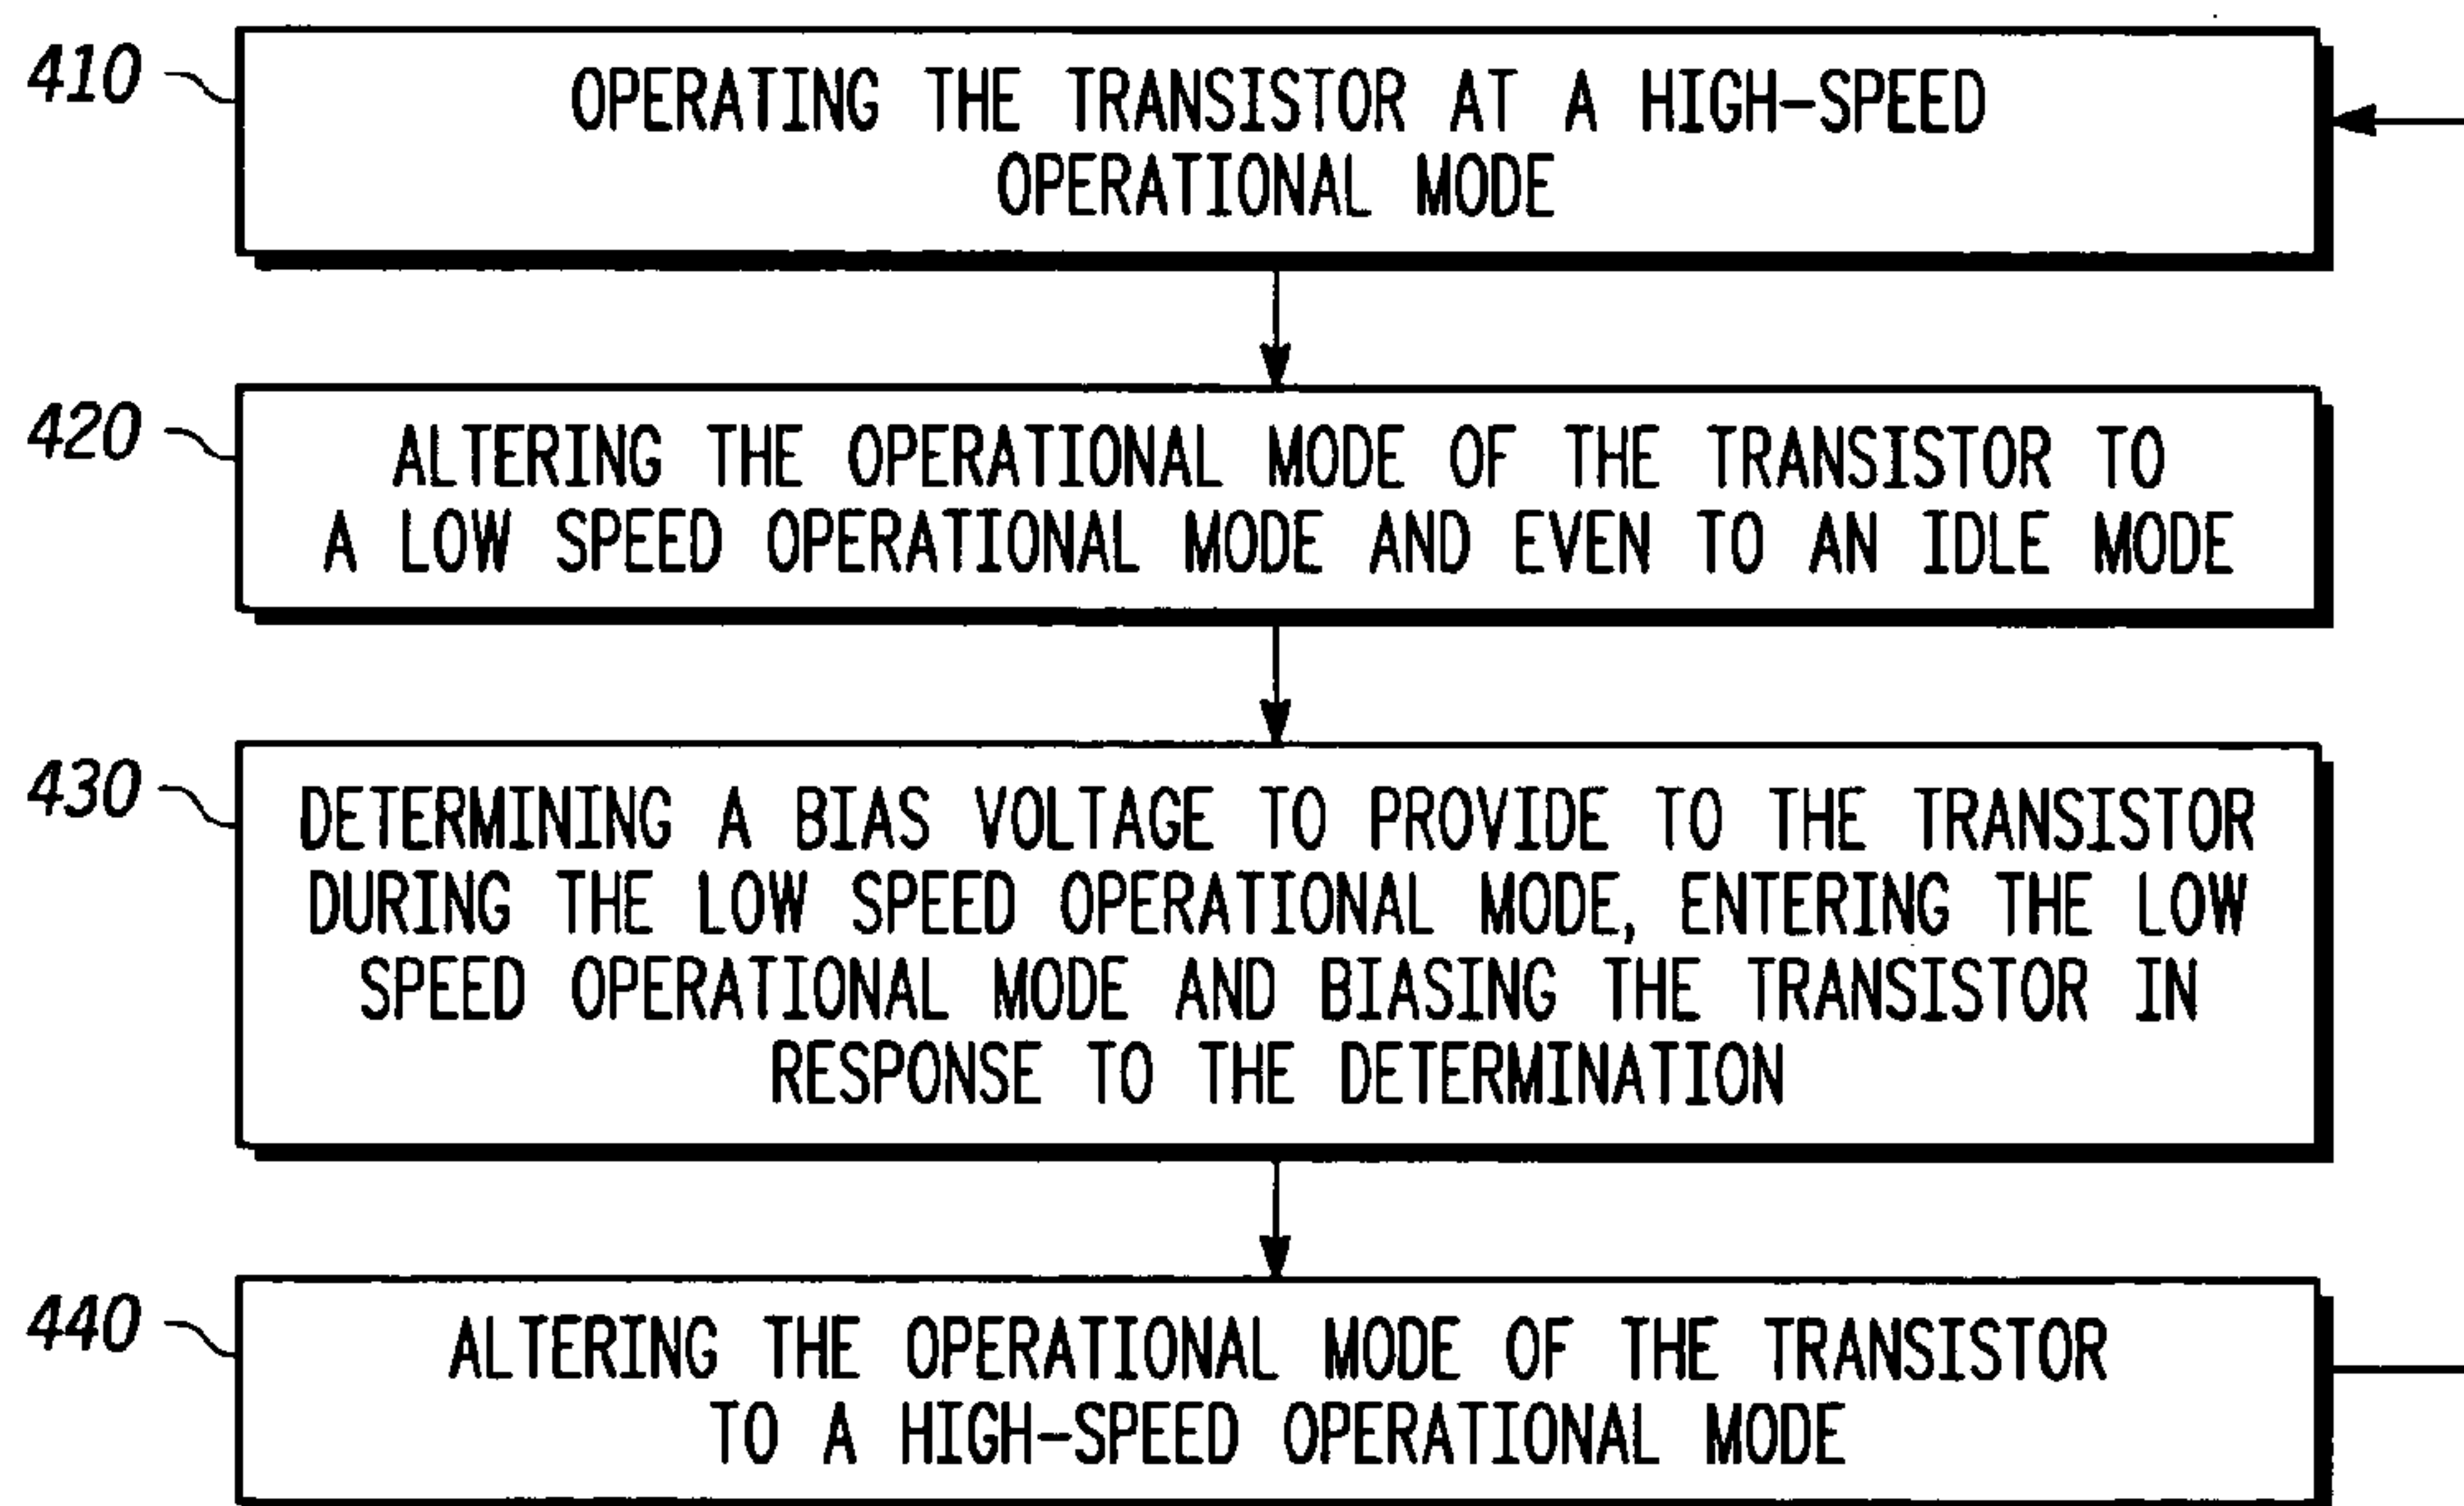 410
OPERATING THE TRANSISTOR AT A HIGH-SPEED
OPERATIONAL MODE
420
ALTERING THE OPERATIONAL MODE OF THE TRANSISTOR TO
A LOW SPEED OPERATIONAL MODE AND EVEN TO AN IDLE MODE
430
DETERMINING A BIAS VOLTAGE TO PROVIDE TO THE TRANSISTOR
DURING THE LOW SPEED OPERATIONAL MODE, ENTERING THE LOW
SPEED OPERATIONAL MODE AND BIASING THE TRANSISTOR IN
RESPONSE TO THE DETERMINATION
440
ALTERING THE OPERATIONAL MODE OF THE TRANSISTOR
TO A HIGH-SPEED OPERATIONAL MODE